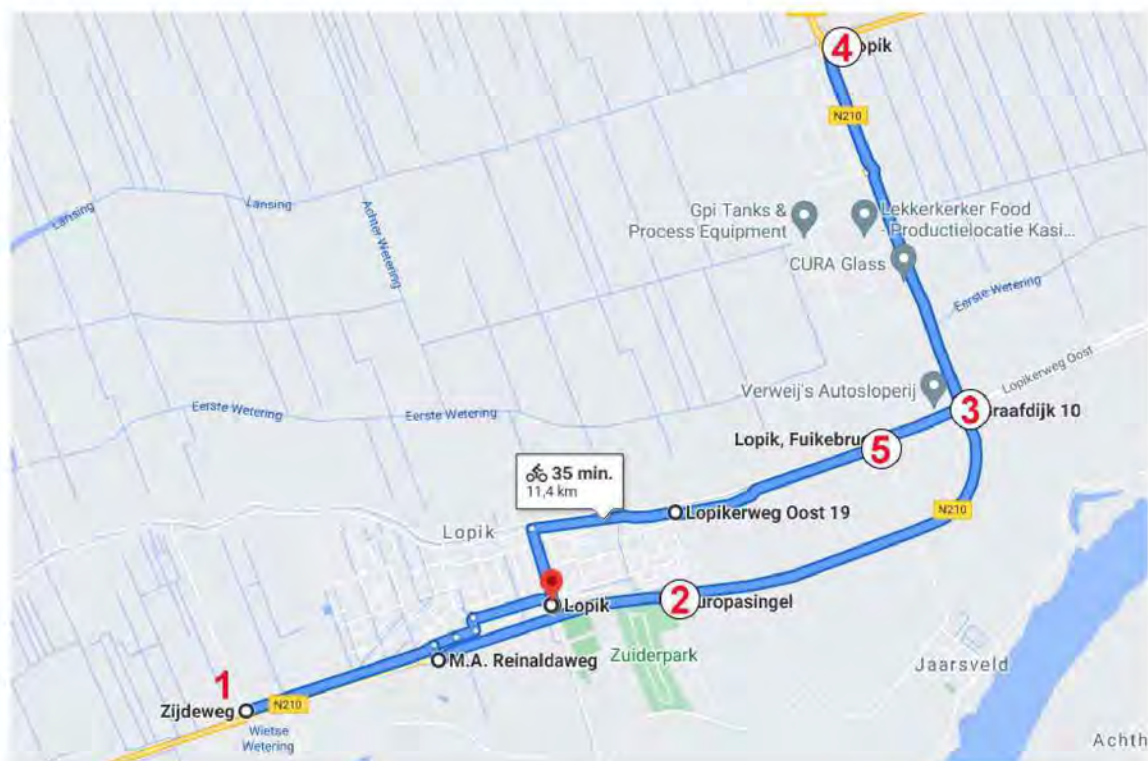 4
opik
N210
Lansing
Lansing
Achter Wetering
Gpi Tanks &
Process Equipment
Lekkerkerker Food
- Productielocatie Kasi...
CURA Glass
Eerste Wetering
Lopikerweg Oost
Verweij's Autosloperij
3
raafdijk 10
Eerste Wetering
Eerste Wetering
Lopik, Fuikebru
5
35 min.
11,4 km
Lopikerweg Oost 19
N210
Lopik
Lopik
2
uropasingel
M.A. Reinaldaweg
Zuiderpark
Jaarsveld
1
Zijdeweg
N210
Wietse
Wetering
Achth